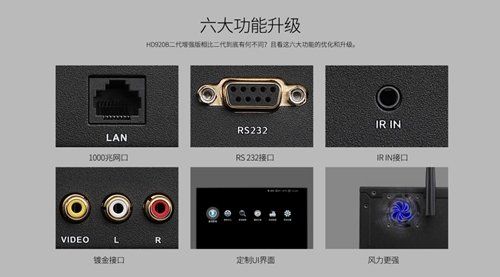 六大功能升级
HD920B二代增强版相比二代到底有何不同？且看这六大功能的优化和升级。
LAN
RS232
IR IN
1000兆网口
RS 232接口
IR IN接口
VIDEO L R
镀金接口
定制UI界面
风力更强